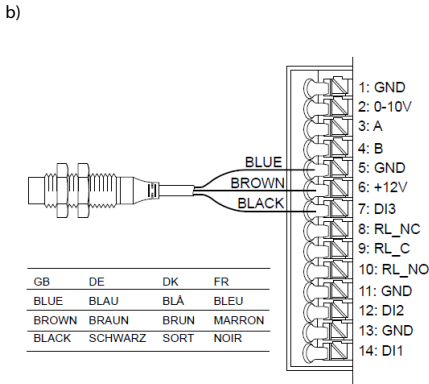 b)
1: GND
2: 0-10V
3: A
4: B
BLUE 5: GND
BROWN 6: +12V
BLACK 7: DI3
8: RL_NC
9: RL_C
10: RL_NO
11: GND
12: DI2
13: GND
14: DI1
GB DE DK FR
BLUE BLAU BLÅ BLEU
BROWN BRAUN BRUN MARRON
BLACK SCHWARZ SORT NOIR